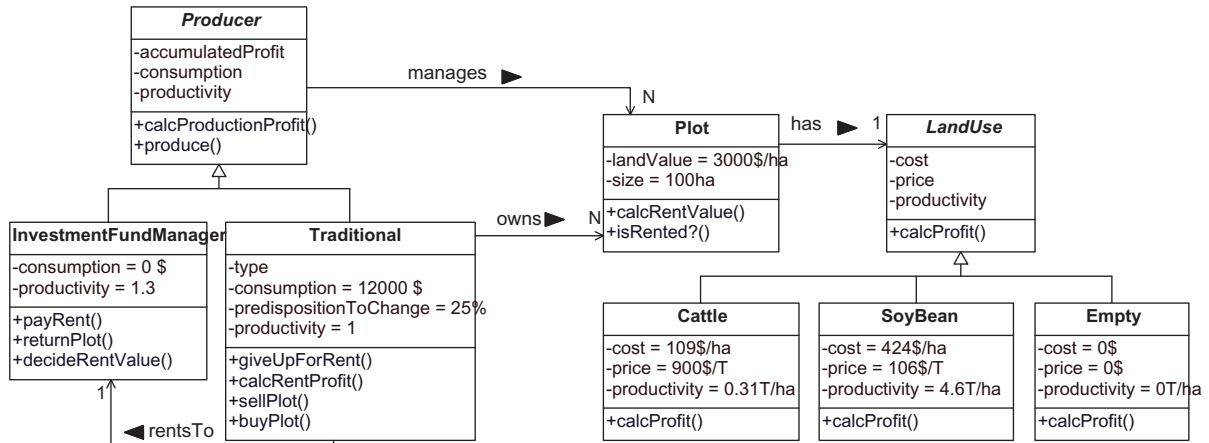 Producer
-accumulatedProfit
-consumption
-productivity
+calcProductionProfit()
+produce()
manages ►
N
Plot
-landValue = 3000$/ha
-size = 100ha
+calcRentValue()
+isRented?()
has ► 1
LandUse
-cost
-price
-productivity
+calcProfit()
InvestmentFundManager
-consumption = 0 $
-productivity = 1.3
+payRent()
+returnPlot()
+decideRentValue()
Traditional
-type
-consumption = 12000 $
-predispositionToChange = 25%
-productivity = 1
+giveUpForRent()
+calcRentProfit()
+sellPlot()
+buyPlot()
owns ► N
Cattle
-cost = 109$/ha
-price = 900$/T
-productivity = 0.31T/ha
+calcProfit()
SoyBean
-cost = 424$/ha
-price = 106$/T
-productivity = 4.6T/ha
+calcProfit()
Empty
-cost = 0$
-price = 0$
-productivity = 0T/ha
+calcProfit()
1
◄ rentsTo